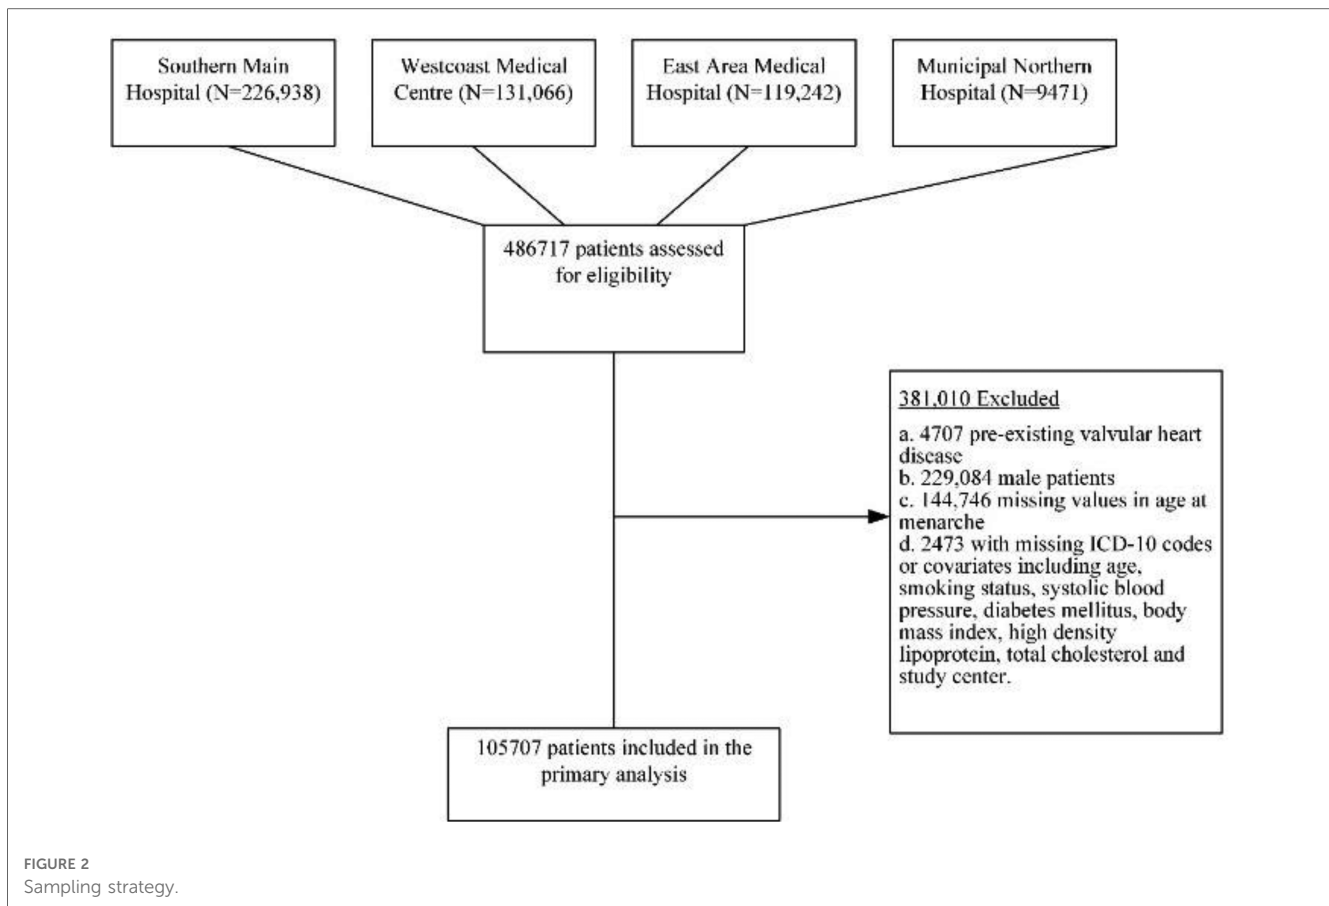 Southern Main
Hospital (N=226,938)
Westcoast Medical
Centre (N=131,066)
East Area Medical
Hospital (N=119,242)
Municipal Northern
Hospital (N=9471)
486717 patients assessed
for eligibility
381,010 Excluded
a. 4707 pre-existing valvular heart
disease
b. 229,084 male patients
c. 144,746 missing values in age at
menarche
d. 2473 with missing ICD-10 codes
or covariates including age,
smoking status, systolic blood
pressure, diabetes mellitus, body
mass index, high density
lipoprotein, total cholesterol and
study center.
105707 patients included in the
primary analysis
FIGURE 2
Sampling strategy.